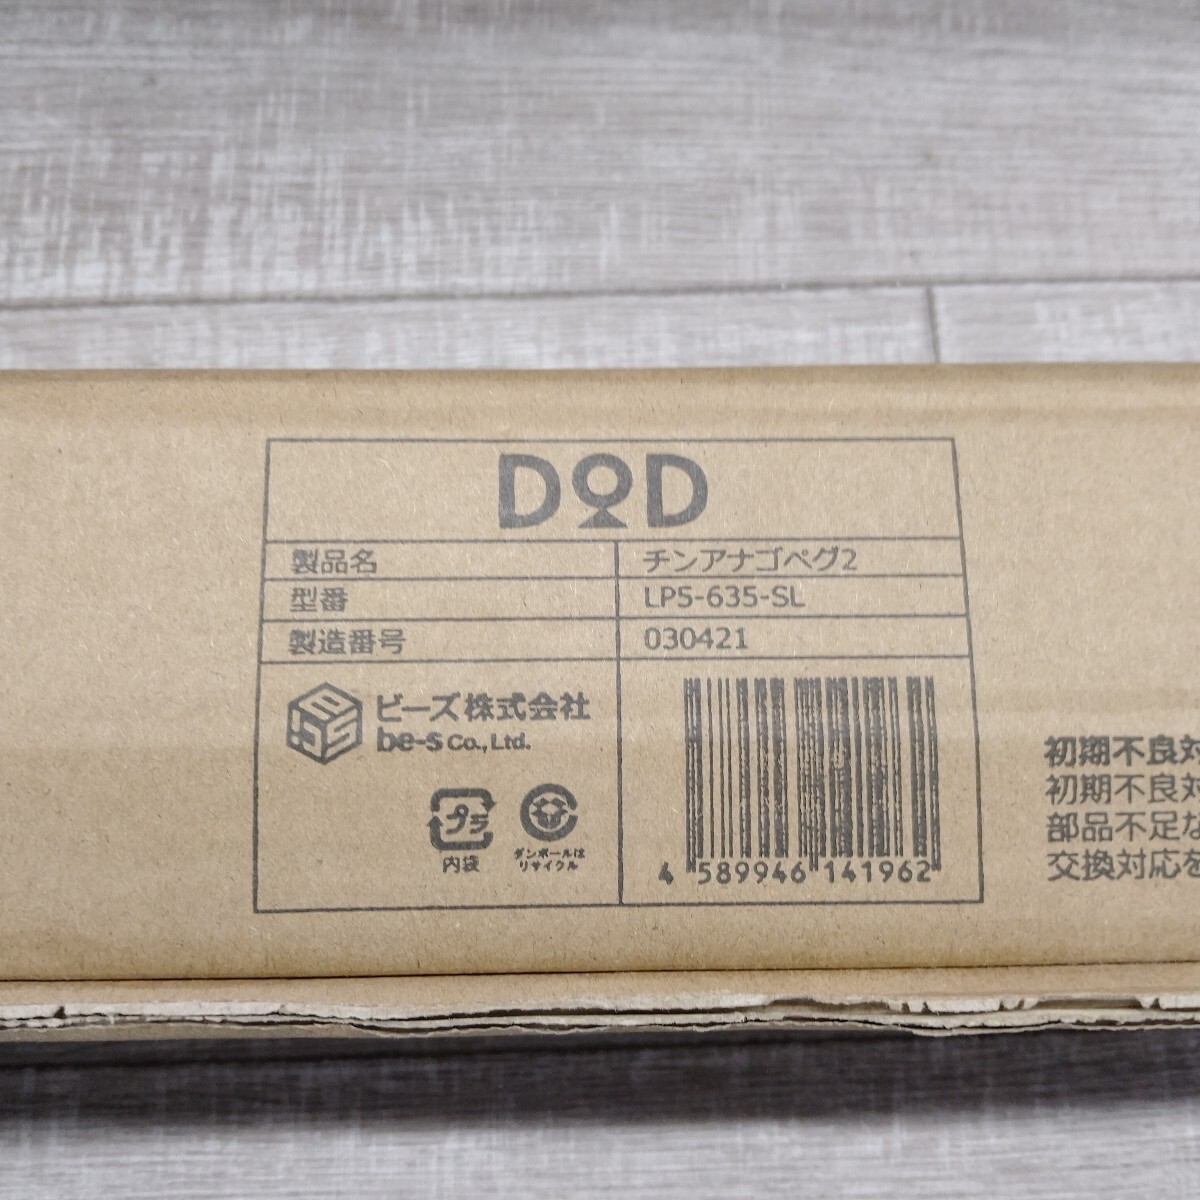 DOD
製品名 チンアナゴペグ2
型番 LP5-635-SL
製造番号 030421
ビーズ株式会社
be-s Co.,Ltd.
プラ
内袋
ダンボールは
リサイクル
4 589946 141962
初期不良対
初期不良対
部品不足な
交換対応を